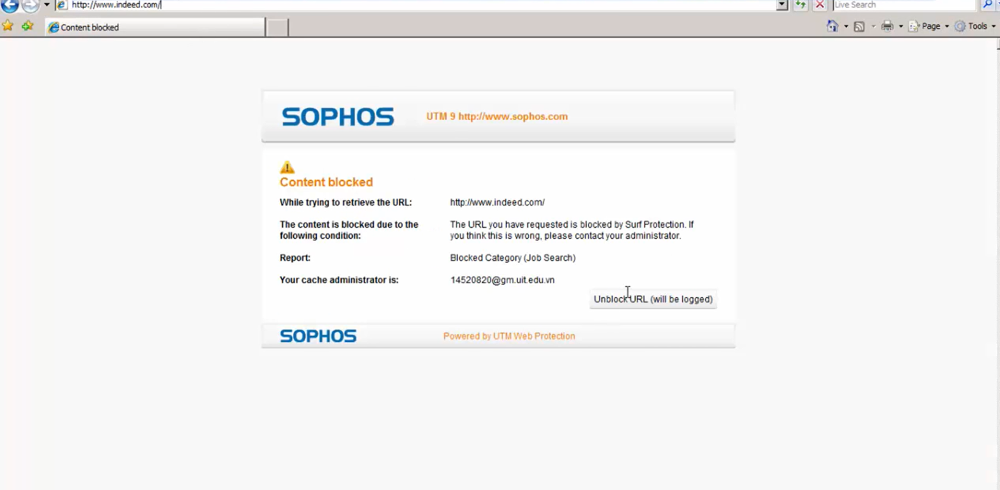 http://www.indeed.com/
Live Search
Content blocked
Page
Tools
SOPHOS
UTM 9 http://www.sophos.com
Content blocked
While trying to retrieve the URL: http://www.indeed.com/
The content is blocked due to the following condition:
The URL you have requested is blocked by Surf Protection. If
you think this is wrong, please contact your administrator.
Report: Blocked Category (Job Search)
Your cache administrator is: 14520820@gm.uit.edu.vn
Unblock URL (will be logged)
SOPHOS
Powered by UTM Web Protection